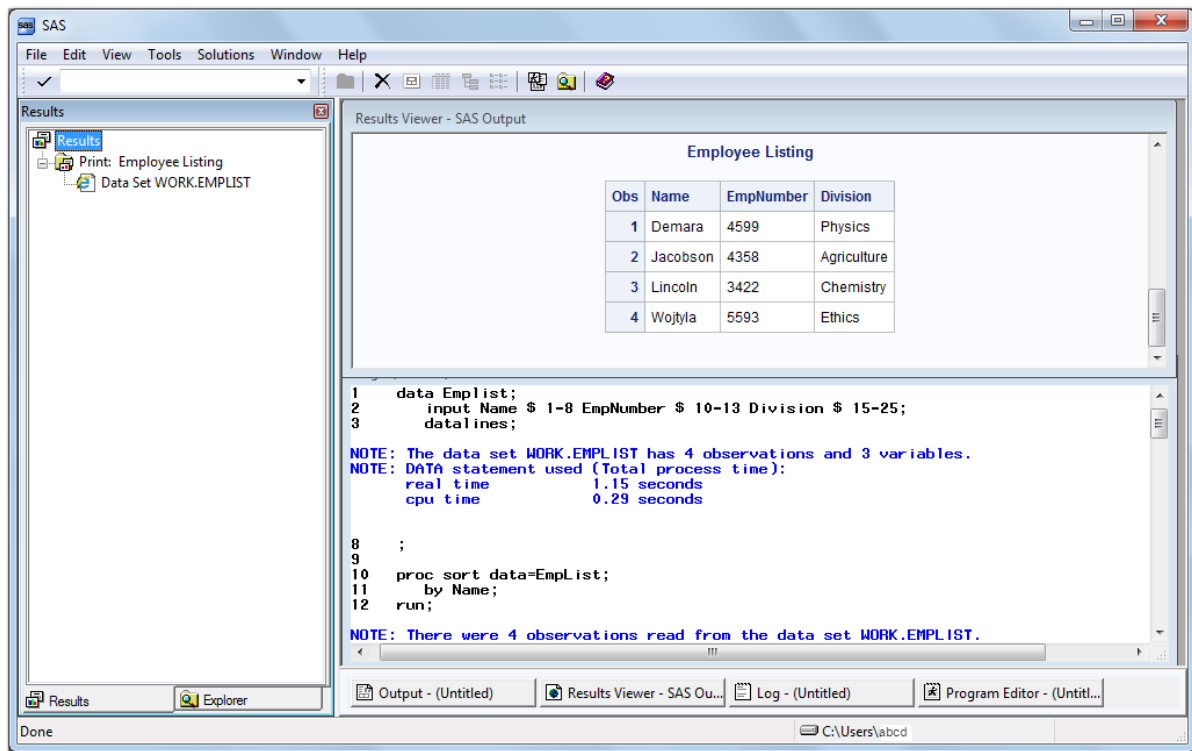 sas SAS
File Edit View Tools Solutions Window Help
Results
Results
Print: Employee Listing
Data Set WORK.EMPLIST
Results Viewer - SAS Output
Employee Listing
Obs Name EmpNumber Division
1 Demara 4599 Physics
2 Jacobson 4358 Agriculture
3 Lincoln 3422 Chemistry
4 Wojtyla 5593 Ethics
1 data Emplist;
2 input Name $ 1-8 EmpNumber $ 10-13 Division $ 15-25;
3 datalines;
NOTE: The data set WORK.EMPLIST has 4 observations and 3 variables.
NOTE: DATA statement used (Total process time):
real time 1.15 seconds
cpu time 0.29 seconds
8 ;
9
10 proc sort data=EmpList;
11 by Name;
12 run;
NOTE: There were 4 observations read from the data set WORK.EMPLIST.
Results Explorer
Output - (Untitled) Results Viewer - SAS Ou... Log - (Untitled) Program Editor - (Untitl...
Done C:\Users\abcd